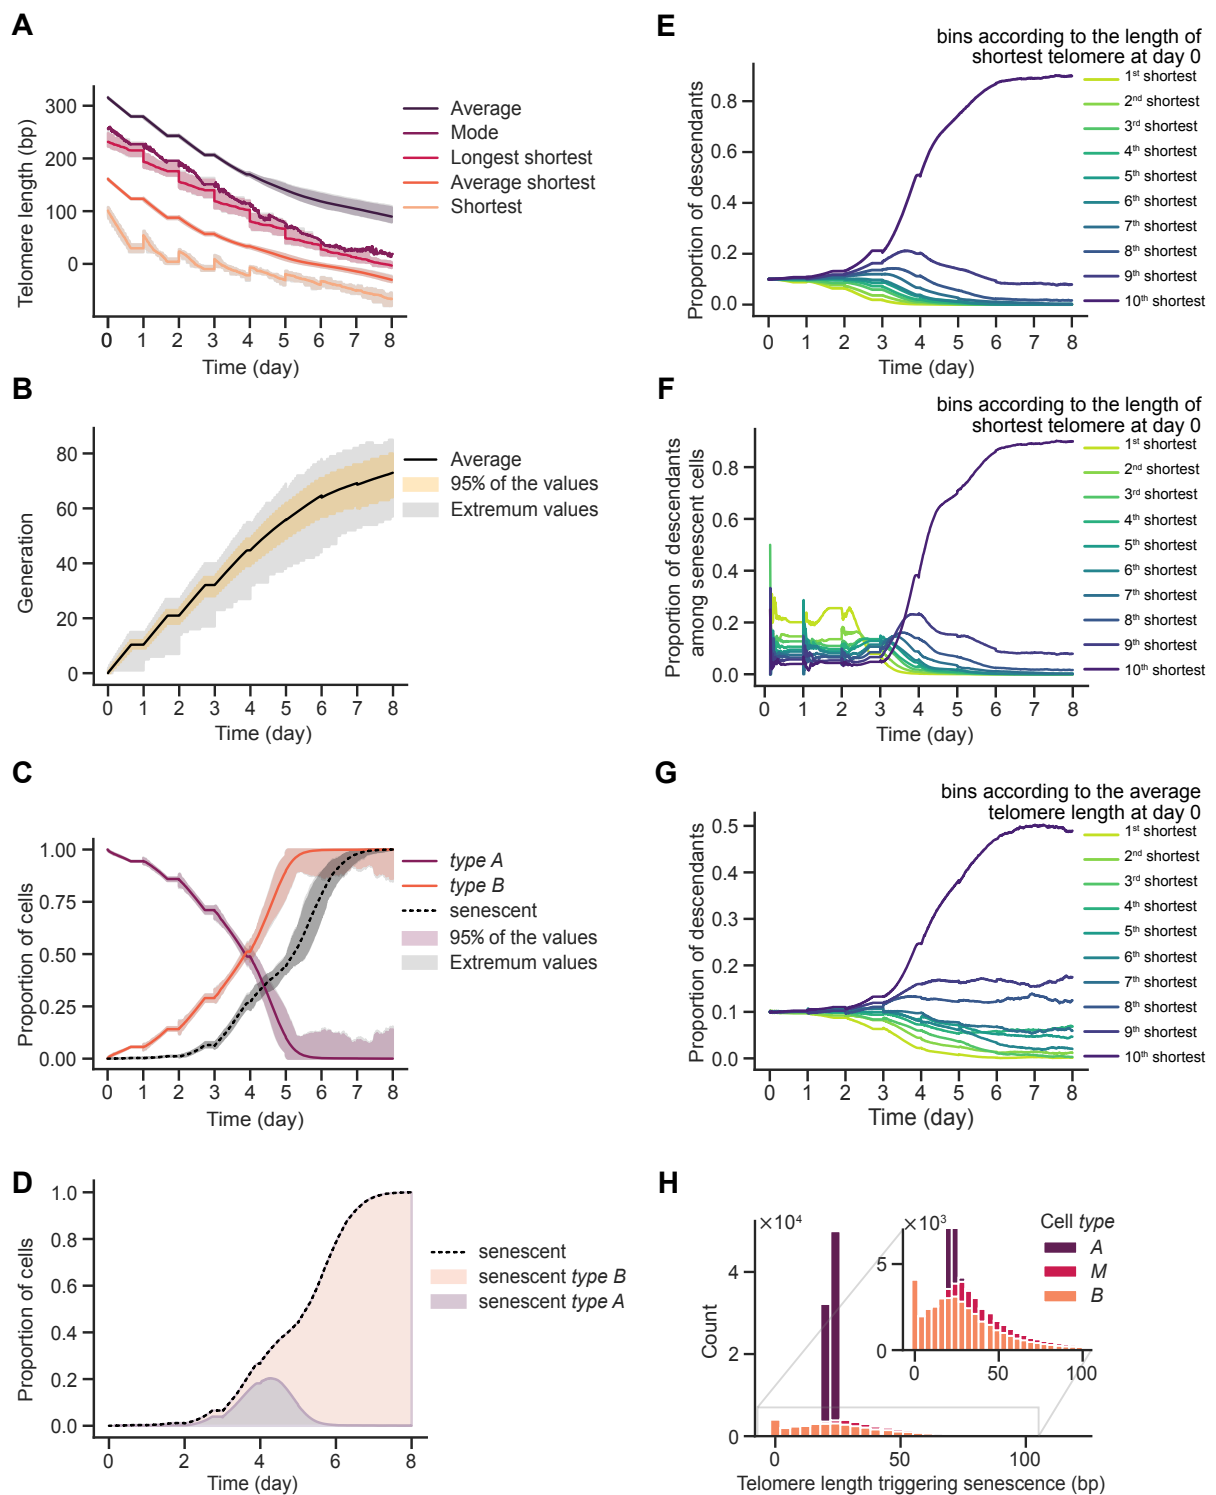 A
Telomere length (bp)
300
200
100
0
0
1
2
3
4
5
6
7
8
Time (day)
Average
Mode
Longest shortest
Average shortest
Shortest
B
Generation
80
60
40
20
0
0
1
2
3
4
5
6
7
8
Time (day)
Average
95% of the values
Extremum values
C
Proportion of cells
1.00
0.75
0.50
0.25
0.00
0
1
2
3
4
5
6
7
8
Time (day)
type A
type B
senescent
95% of the values
Extremum values
D
Proportion of cells
1.0
0.8
0.6
0.4
0.2
0.0
0
2
4
6
8
Time (day)
senescent
senescent type B
senescent type A
E
bins according to the length of
shortest telomere at day 0
Proportion of descendants
0.8
0.6
0.4
0.2
0.0
0
1
2
3
4
5
6
7
8
Time (day)
1st shortest
2nd shortest
3rd shortest
4th shortest
5th shortest
6th shortest
7th shortest
8th shortest
9th shortest
10th shortest
F
bins according to the length of
shortest telomere at day 0
Proportion of descendants
among senescent cells
0.8
0.6
0.4
0.2
0.0
0
1
2
3
4
5
6
7
8
Time (day)
1st shortest
2nd shortest
3rd shortest
4th shortest
5th shortest
6th shortest
7th shortest
8th shortest
9th shortest
10th shortest
G
bins according to the average
telomere length at day 0
Proportion of descendants
0.5
0.4
0.3
0.2
0.1
0.0
0
1
2
3
4
5
6
7
8
Time (day)
1st shortest
2nd shortest
3rd shortest
4th shortest
5th shortest
6th shortest
7th shortest
8th shortest
9th shortest
10th shortest
H
×10⁴
Count
4
2
0
0
50
100
Telomere length triggering senescence (bp)
×10³
5
0
0
50
100
Cell type
A
M
B